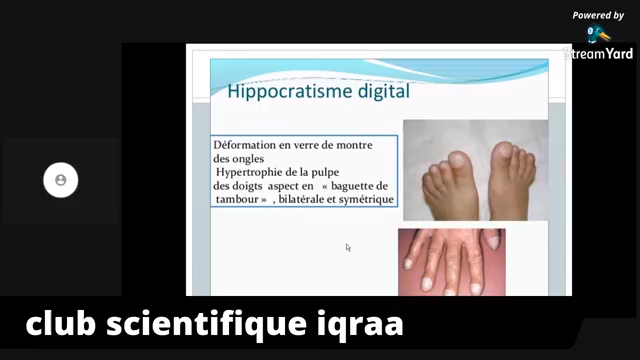 Powered by
StreamYard
Hippocratisme digital
Déformation en verre de montre
des ongles
Hypertrophie de la pulpe
des doigts aspect en « baguette de
tambour » , bilatérale et symétrique
club scientifique iqraa